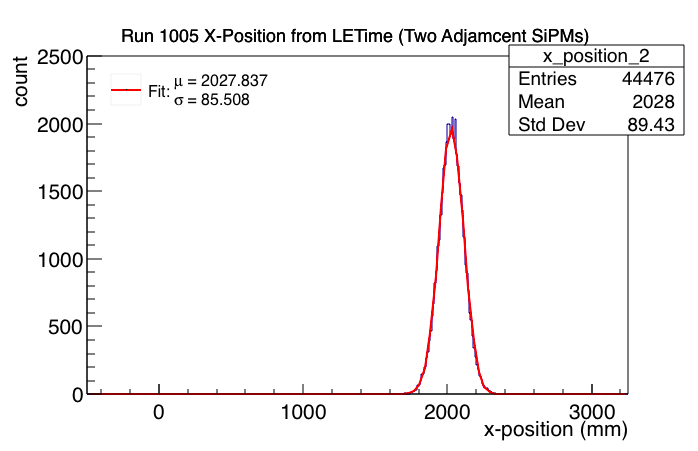 Run 1005 X-Position from LETime (Two Adjamcent SiPMs)
x_position_2
Entries 44476
Mean 2028
Std Dev 89.43
Fit: μ = 2027.837
σ = 85.508
count
2500
2000
1500
1000
500
0
0 1000 2000 3000
x-position (mm)